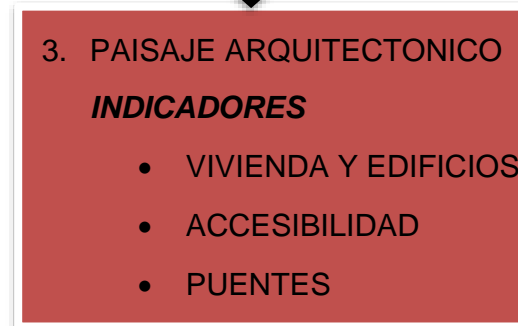 3. PAISAJE ARQUITECTONICO
INDICADORES
• VIVIENDA Y EDIFICIOS
• ACCESIBILIDAD
• PUENTES